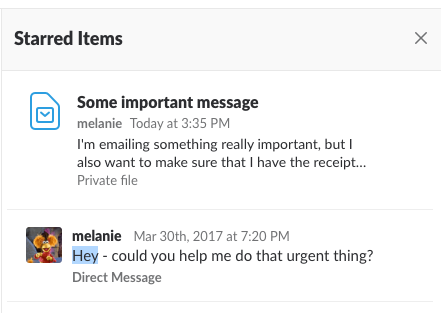 Starred Items
Some important message
melanie Today at 3:35 PM
I'm emailing something really important, but I
also want to make sure that I have the receipt...
Private file
melanie Mar 30th, 2017 at 7:20 PM
Hey - could you help me do that urgent thing?
Direct Message